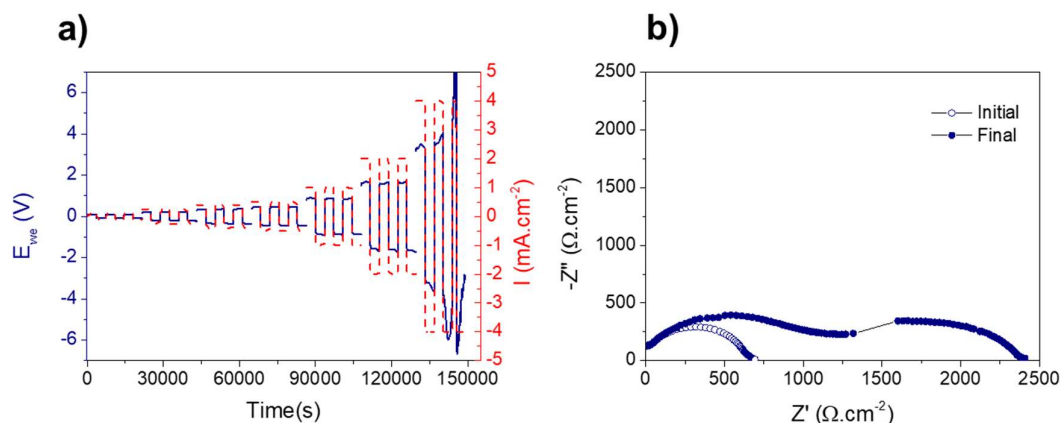 a)
6
4
2
0
-2
-4
-6
E_we (V)
0 30000 60000 90000 120000 150000
Time(s)
5
4
3
2
1
0
-1
-2
-3
-4
-5
I (mA.cm⁻²)
b)
2500
2000
1500
1000
500
0
-Z" (Ω.cm⁻²)
Initial
Final
0 500 1000 1500 2000 2500
Z' (Ω.cm⁻²)